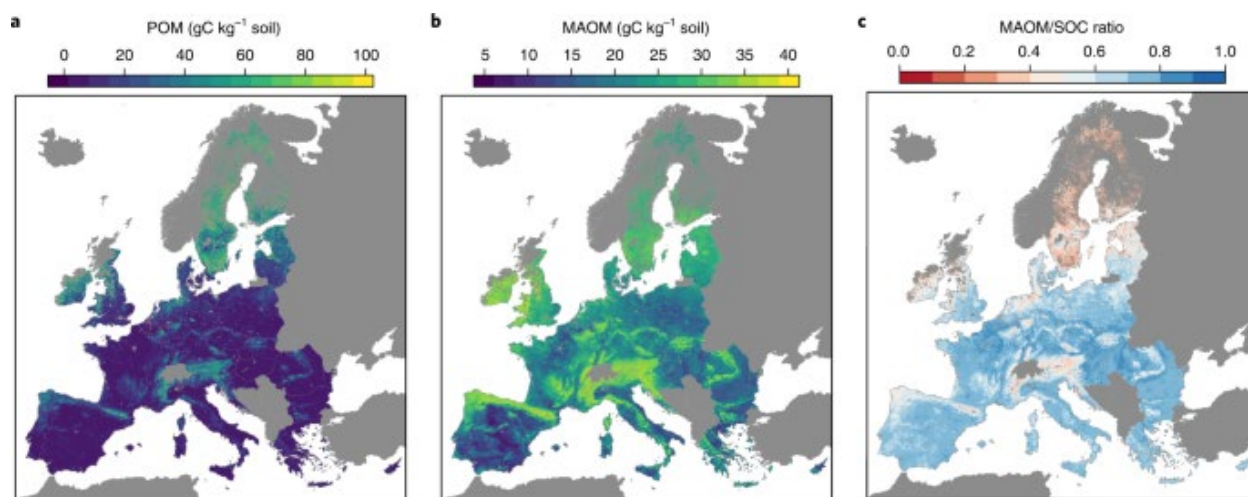 a
POM (gC kg⁻¹ soil)
0 20 40 60 80 100
b
MAOM (gC kg⁻¹ soil)
5 10 15 20 25 30 35 40
c
MAOM/SOC ratio
0.0 0.2 0.4 0.6 0.8 1.0